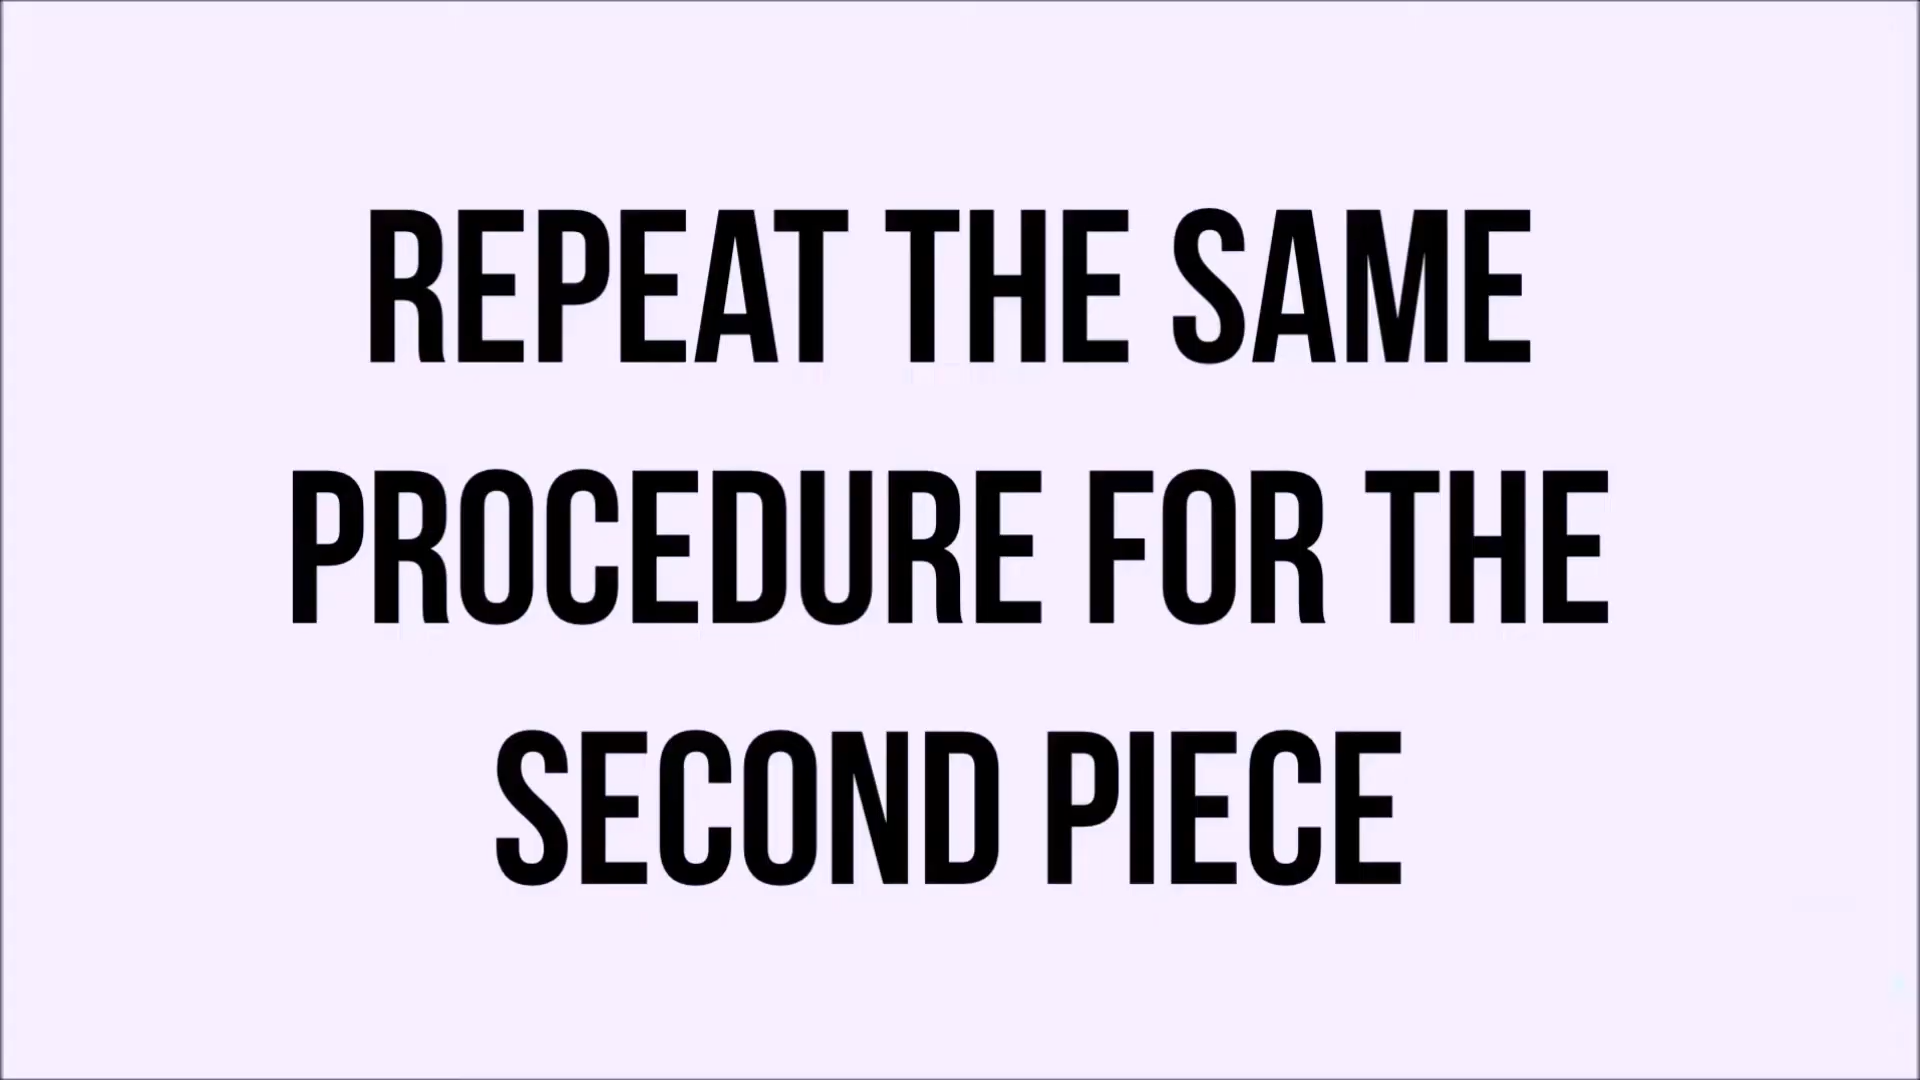 REPEAT THE SAME
PROCEDURE FOR THE
SECOND PIECE